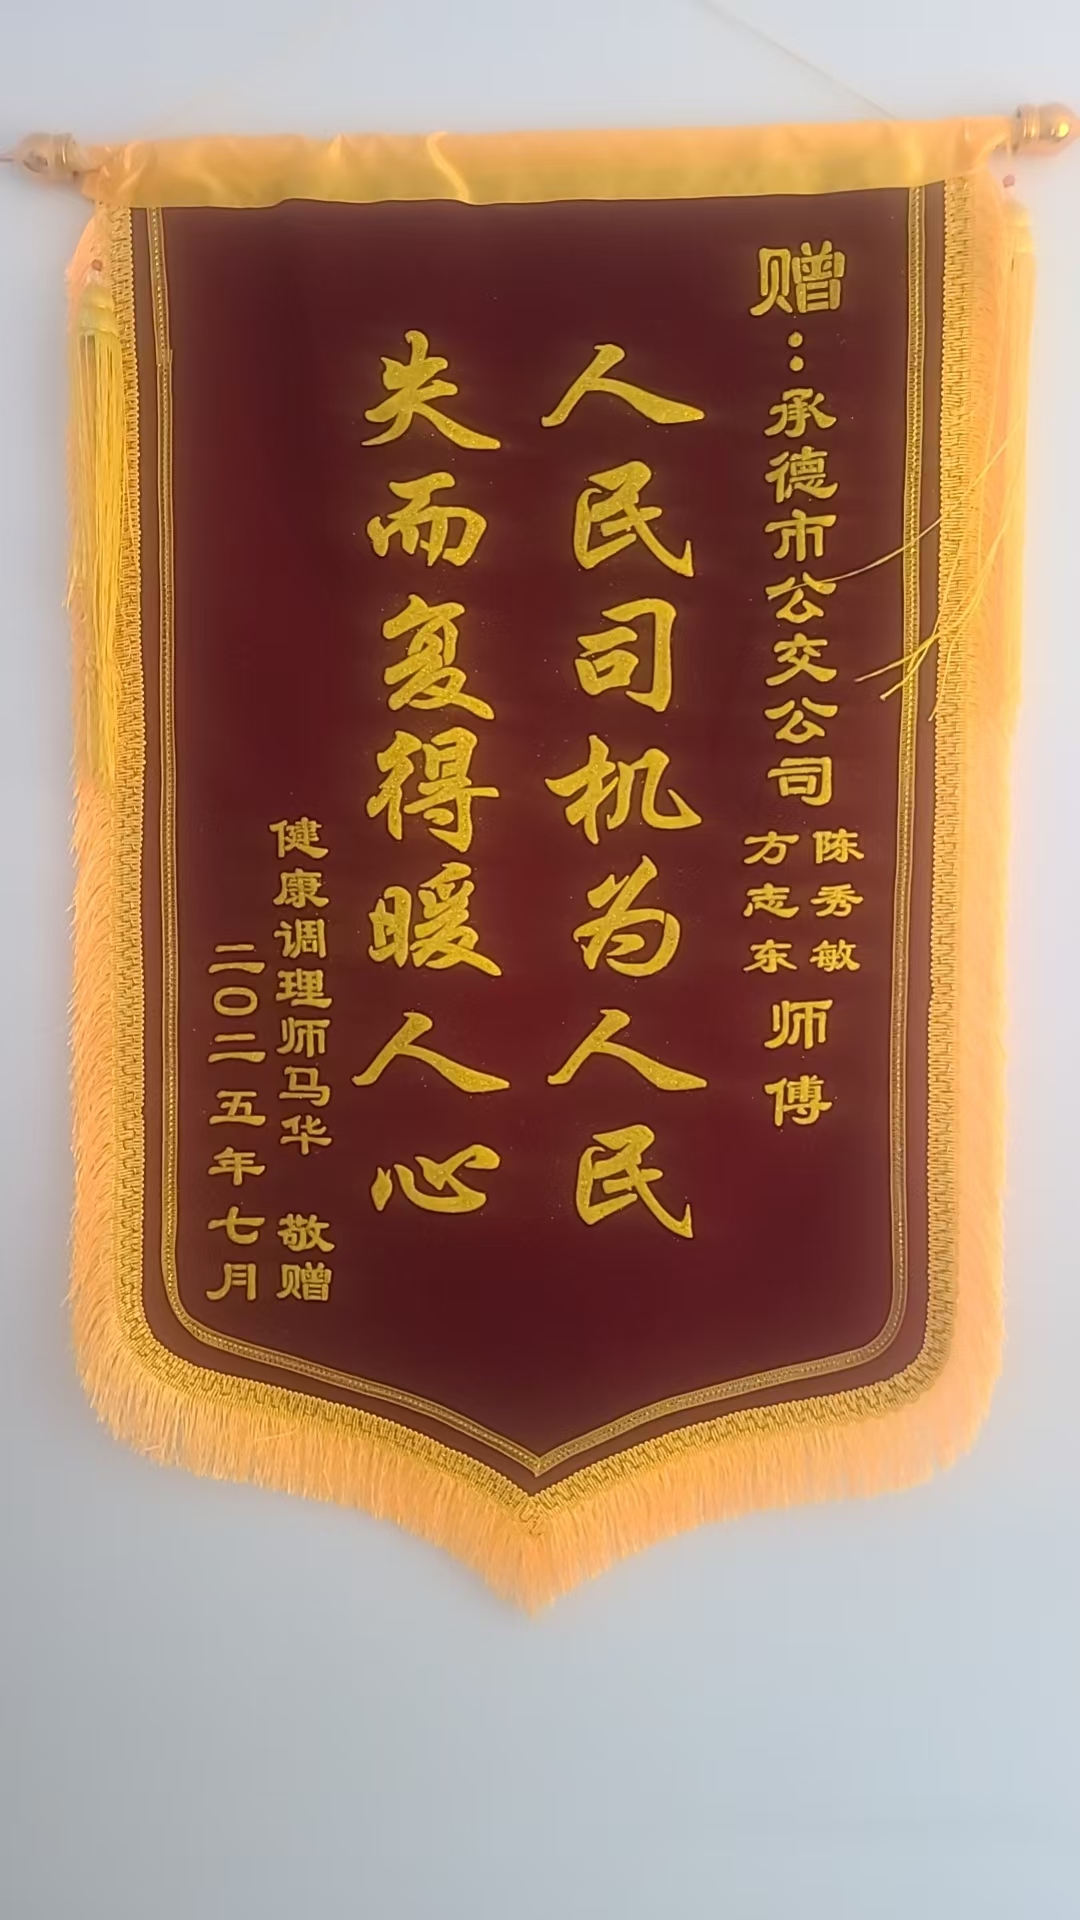 赠：承德市公交公司
陈秀敏
方志东
师傅
人民司机为人民
失而复得暖人心
健康调理师马华 敬赠
二〇二五年七月